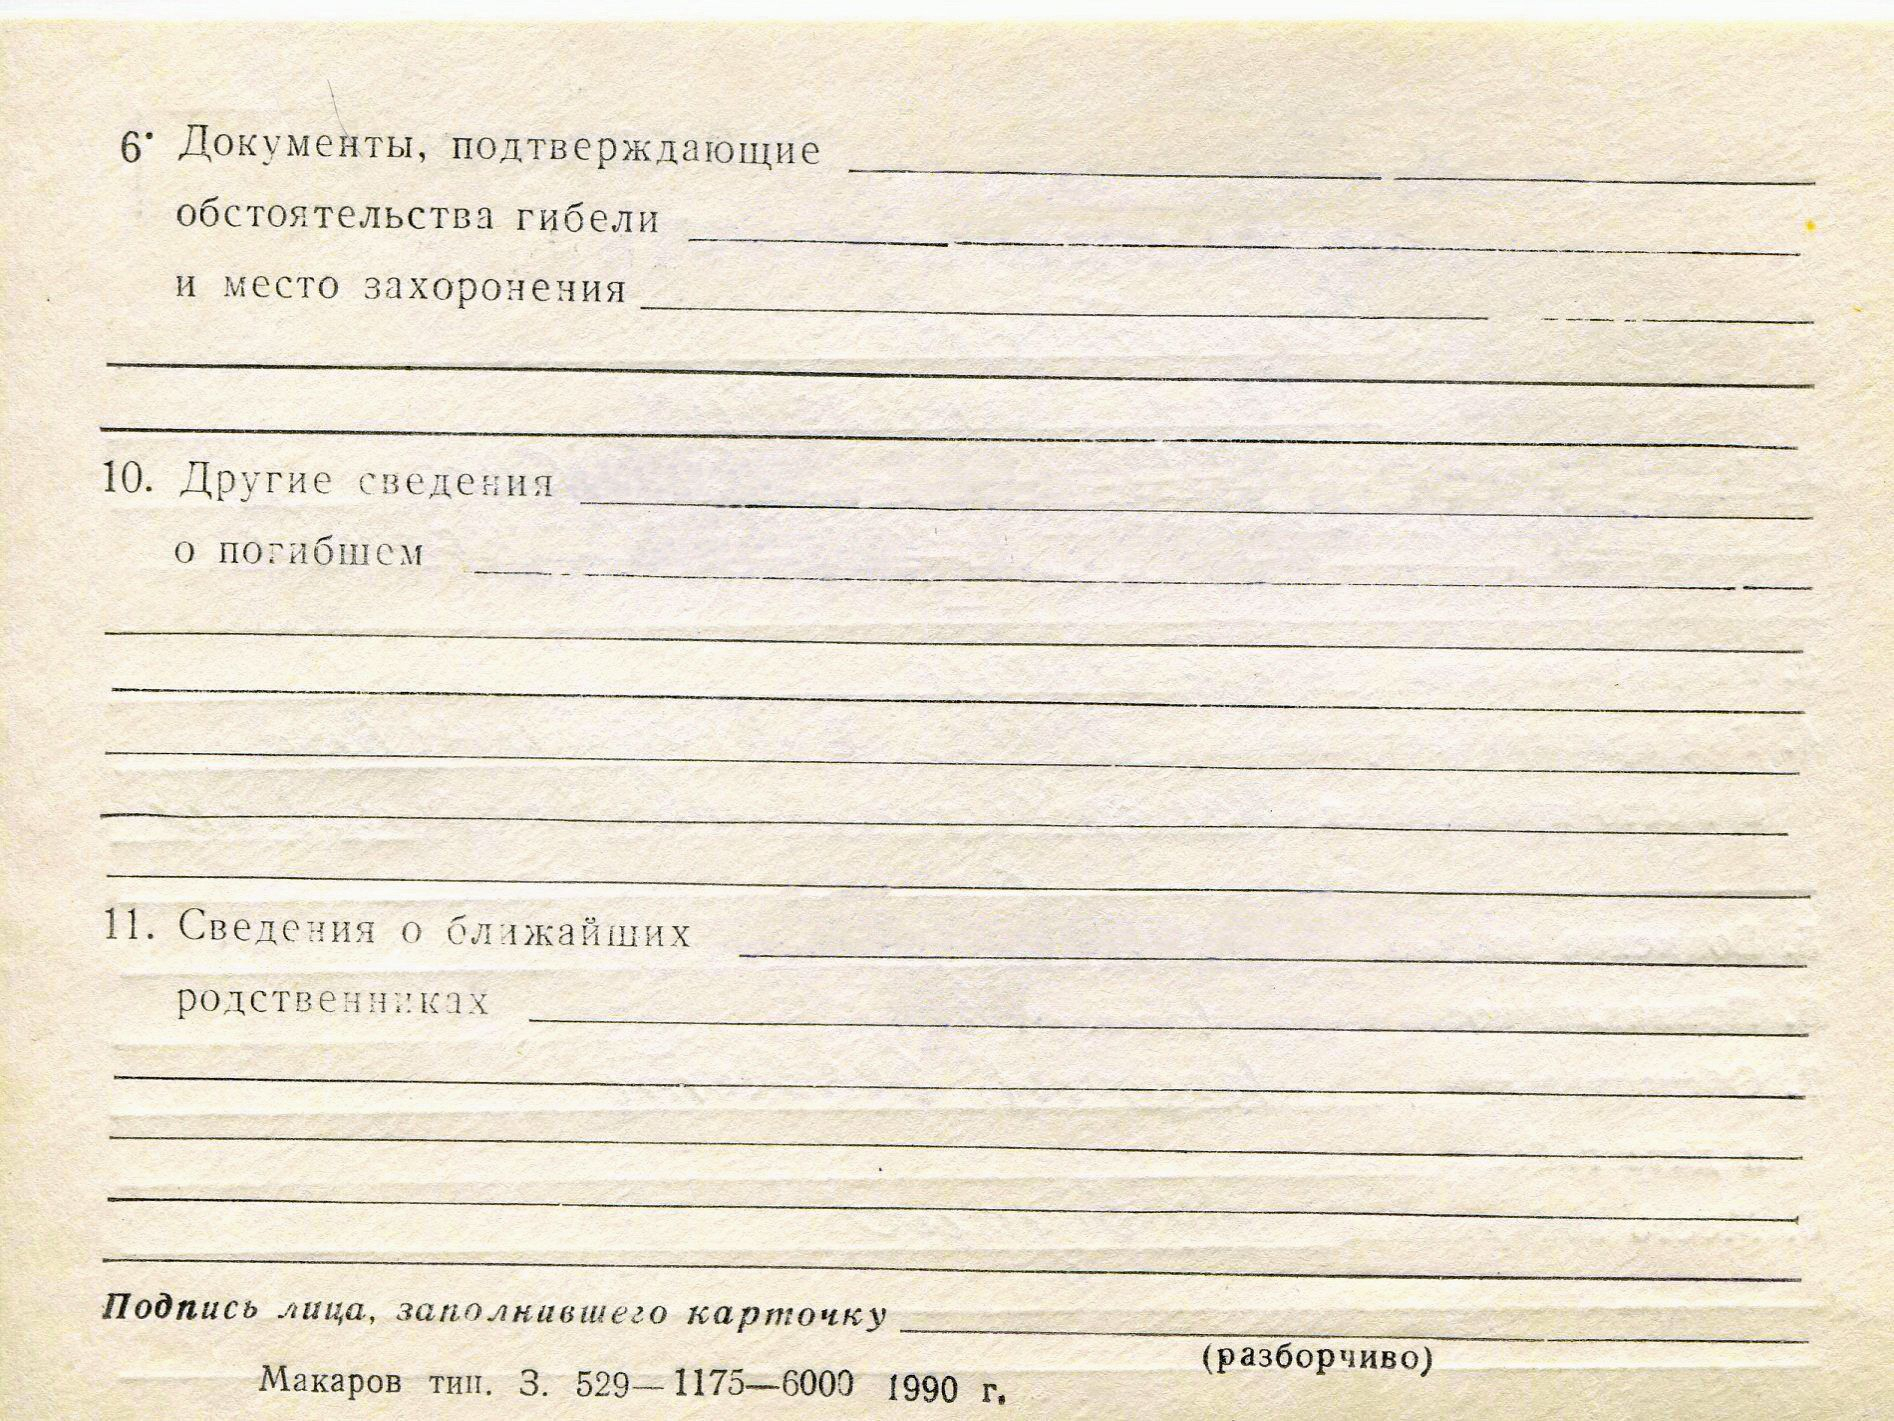 6. Документы, подтверждающие
обстоятельства гибели
и место захоронения
10. Другие сведения
о погибшем
11. Сведения о ближайших
родственниках
Подпись лица, заполнившего карточку
(разборчиво)
Макаров тип. З. 529—1175—6000 1990 г.